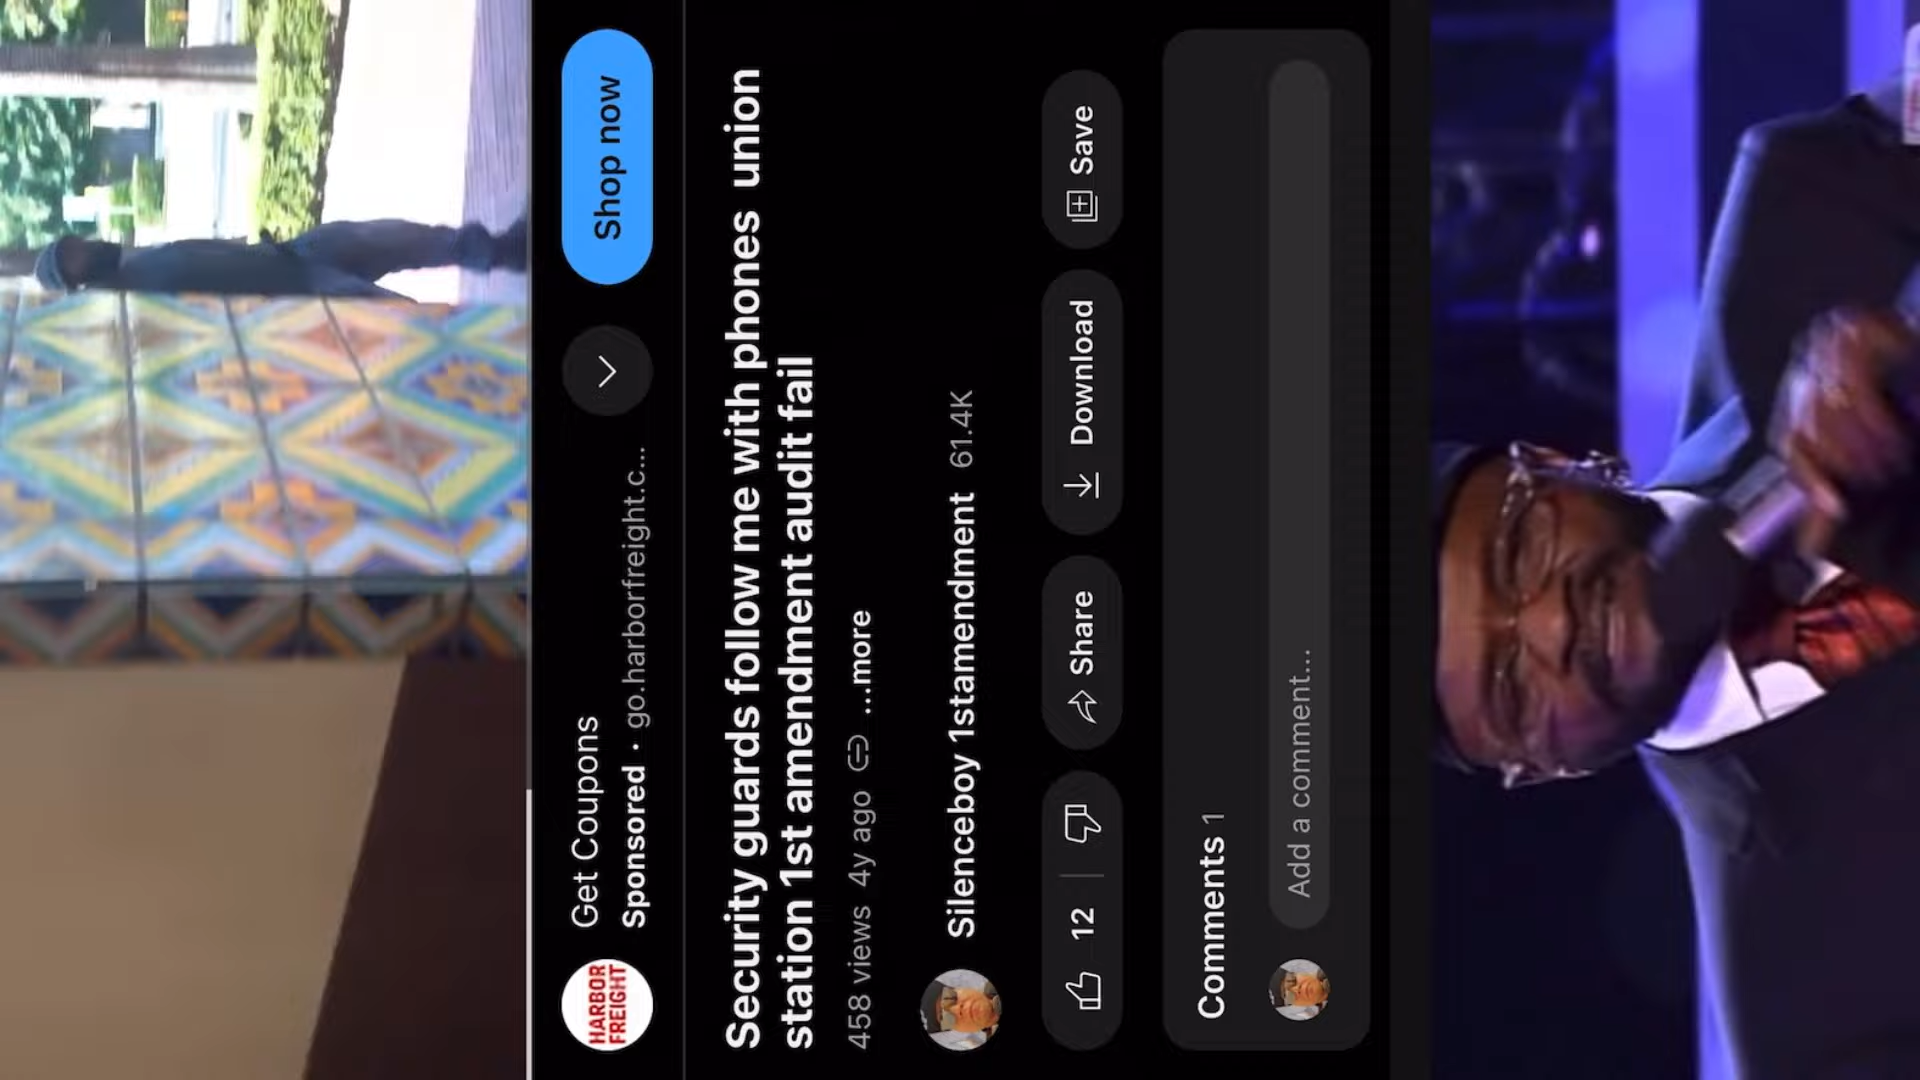 HARBOR
FREIGHT
Get Coupons
Sponsored · go.harborfreight.c...
Shop now
Security guards follow me with phones union
station 1st amendment audit fail
458 views 4y ago ...more
Silenceboy 1stamendment 61.4K
12
Share
Download
Save
Comments 1
Add a comment...